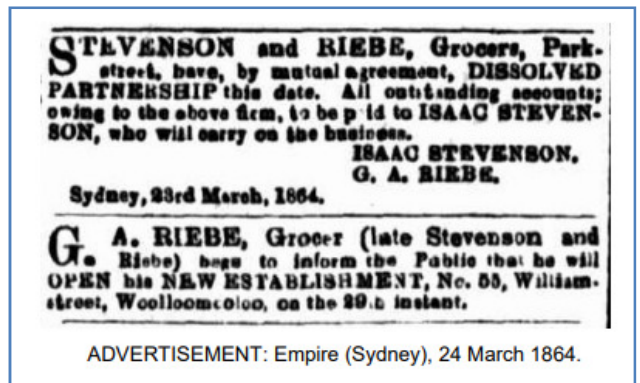 STEVENSON and RIEBE, Grocers, Park-
street, have, by mutual agreement, DISSOLVED
PARTNERSHIP this date. All outstanding accounts;
owing to the above firm, to be p id to ISAAC STEVEN-
SON, who will carry on the business.
ISAAC STEVENSON.
G. A. RIEBE.
Sydney, 23rd March, 1864.
G. A. RIEBE, Grocer (late Stevenson and
Riebe) begs to inform the Public that he will
OPEN his NEW ESTABLISHMENT, No. 55, William-
street, Woolloomooloo, on the 29th instant.
ADVERTISEMENT: Empire (Sydney), 24 March 1864.